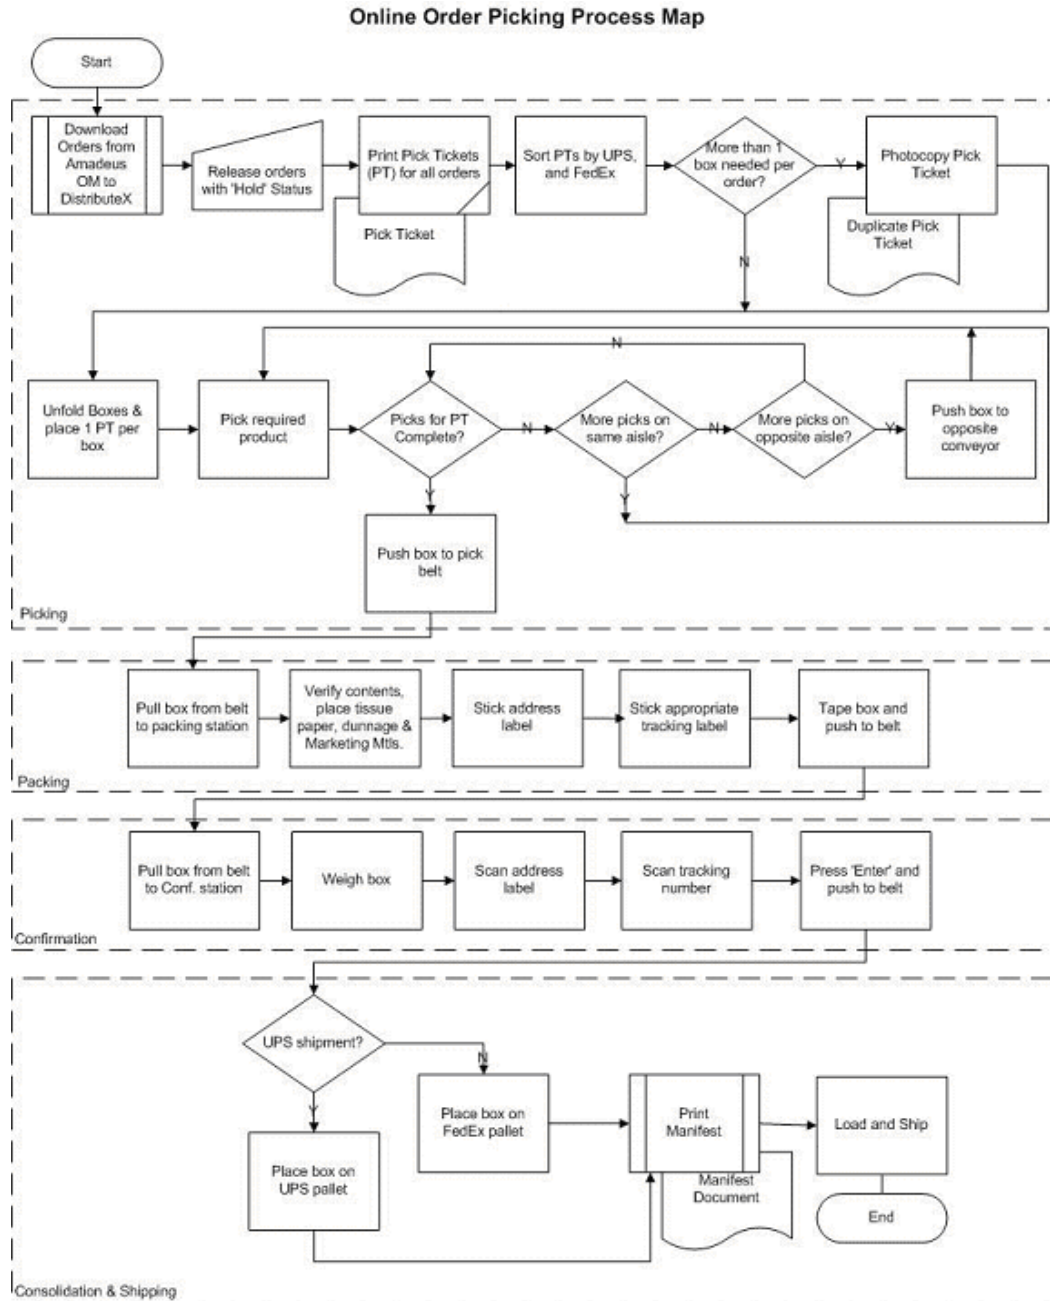 Online Order Picking Process Map
Start
Download
Orders from
Amadeus
OM to
DistributeX
Release orders
with 'Hold' Status
Print Pick Tickets
(PT) for all orders
Pick Ticket
Sort PTs by UPS,
and FedEx
More than 1
box needed per
order?
Y
N
Photocopy Pick
Ticket
Duplicate Pick
Ticket
Unfold Boxes &
place 1 PT per
box
Pick required
product
Picks for PT
Complete?
N
Y
More picks on
same aisle?
N
Y
More picks on
opposite aisle?
N
Y
Push box to
opposite
conveyor
Push box to pick
belt
Picking
Pull box from belt
to packing station
Verify contents,
place tissue
paper, dunnage &
Marketing Mtls.
Stick address
label
Stick appropriate
tracking label
Tape box and
push to belt
Packing
Pull box from belt
to Conf. station
Weigh box
Scan address
label
Scan tracking
number
Press 'Enter' and
push to belt
Confirmation
UPS shipment?
N
Y
Place box on
FedEx pallet
Place box on
UPS pallet
Print
Manifest
Manifest
Document
Load and Ship
End
Consolidation & Shipping